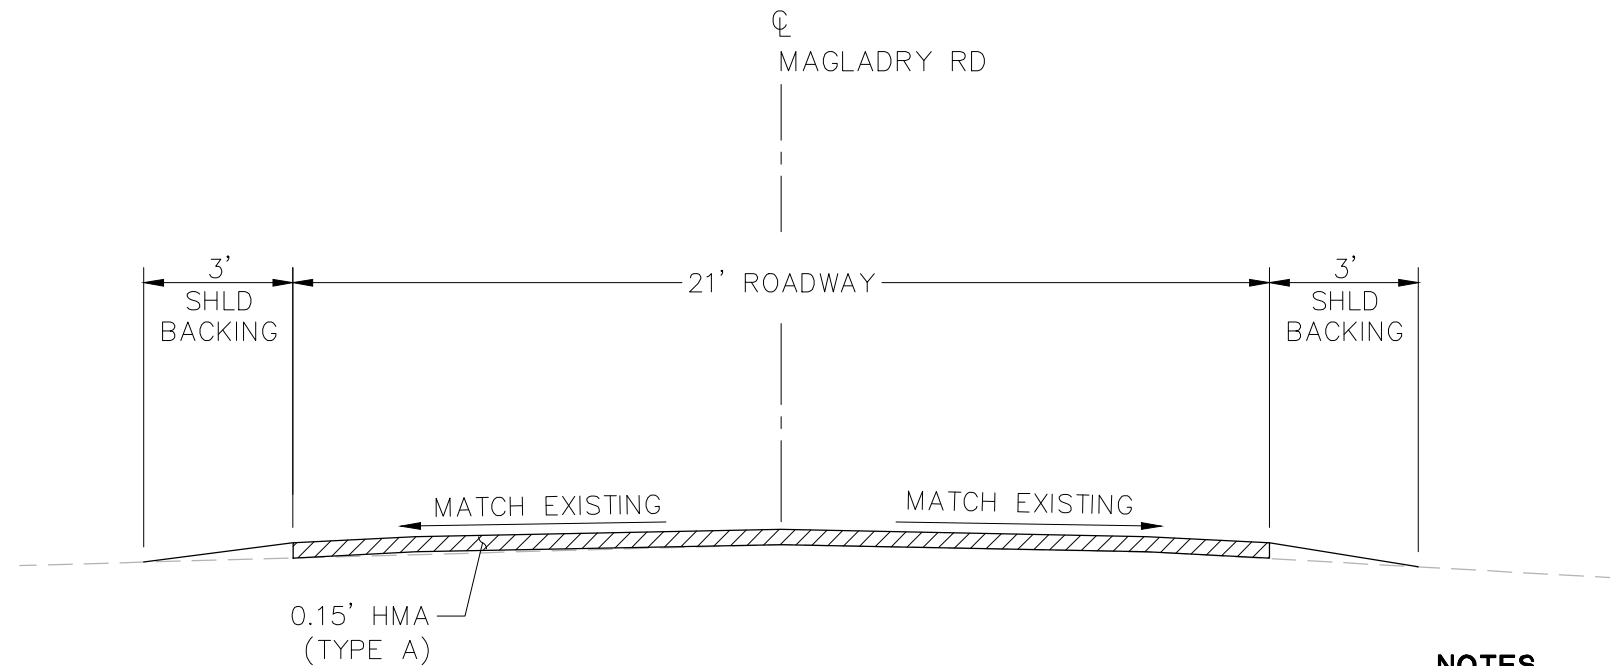 ℄
MAGLADRY RD
3'
SHLD
BACKING
21' ROADWAY
3'
SHLD
BACKING
MATCH EXISTING
MATCH EXISTING
0.15' HMA
(TYPE A)
NOTES